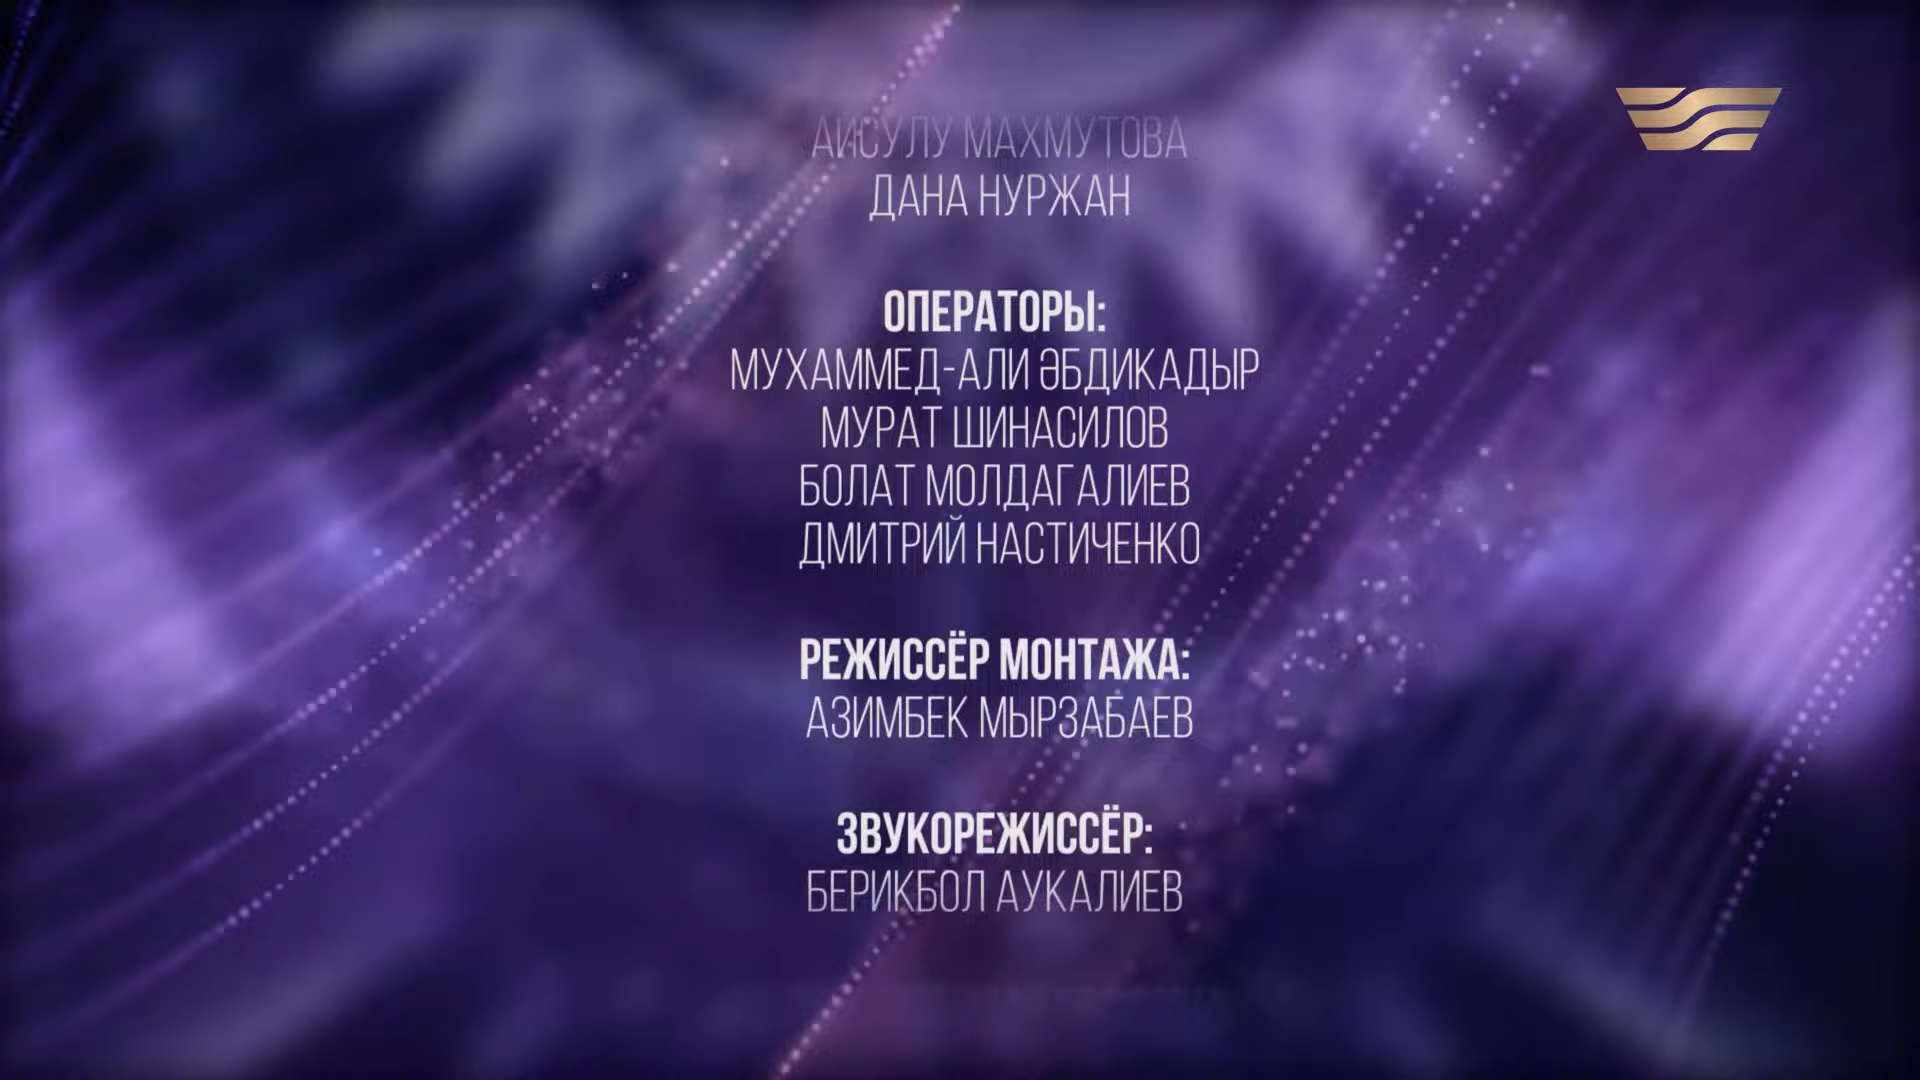 АЙСУЛУ МАХМУТОВА
ДАНА НУРЖАН
ОПЕРАТОРЫ:
МУХАММЕД-АЛИ ӘБДИКАДЫР
МУРАТ ШИНАСИЛОВ
БОЛАТ МОЛДАГАЛИЕВ
ДМИТРИЙ НАСТИЧЕНКО
РЕЖИССЁР МОНТАЖА:
АЗИМБЕК МЫРЗАБАЕВ
ЗВУКОРЕЖИССЁР:
БЕРИКБОЛ АУКАЛИЕВ